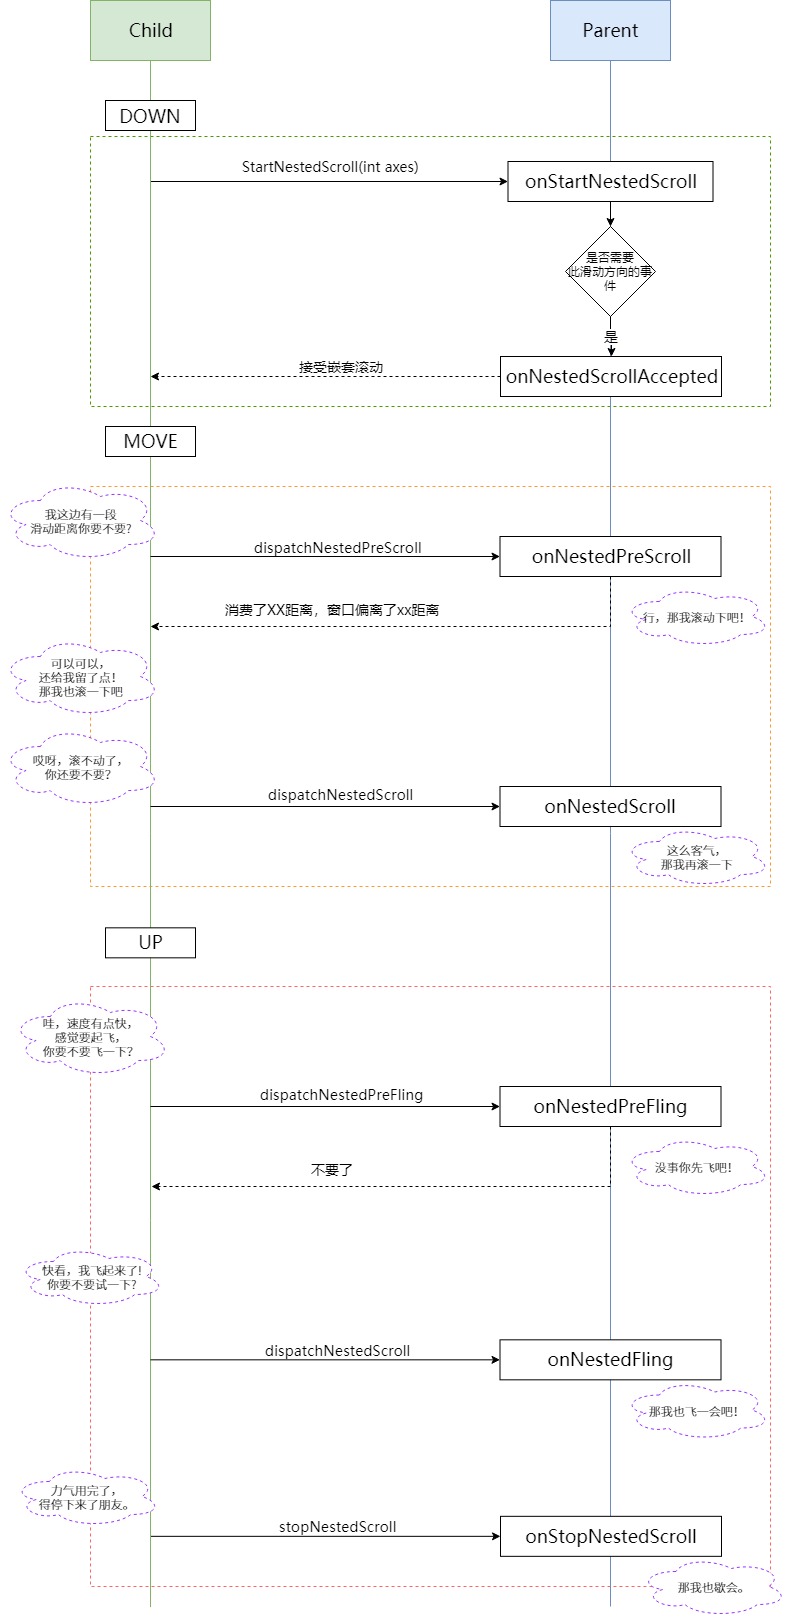 Child
Parent
DOWN
StartNestedScroll(int axes)
onStartNestedScroll
是否需要
此滑动方向的事
件
是
接受嵌套滚动
onNestedScrollAccepted
MOVE
我这边有一段
滑动距离你要不要?
dispatchNestedPreScroll
onNestedPreScroll
消费了XX距离，窗口偏离了xx距离
行，那我滚动下吧！
可以可以，
还给我留了点！
那我也滚一下吧
哎呀，滚不动了，
你还要不要?
dispatchNestedScroll
onNestedScroll
这么客气，
那我再滚一下
UP
哇，速度有点快，
感觉要起飞，
你要不要飞一下?
dispatchNestedPreFling
onNestedPreFling
不要了
没事你先飞吧！
快看，我飞起来了！
你要不要试一下?
dispatchNestedScroll
onNestedFling
那我也飞一会吧！
力气用完了，
得停下来了朋友。
stopNestedScroll
onStopNestedScroll
那我也歇会。